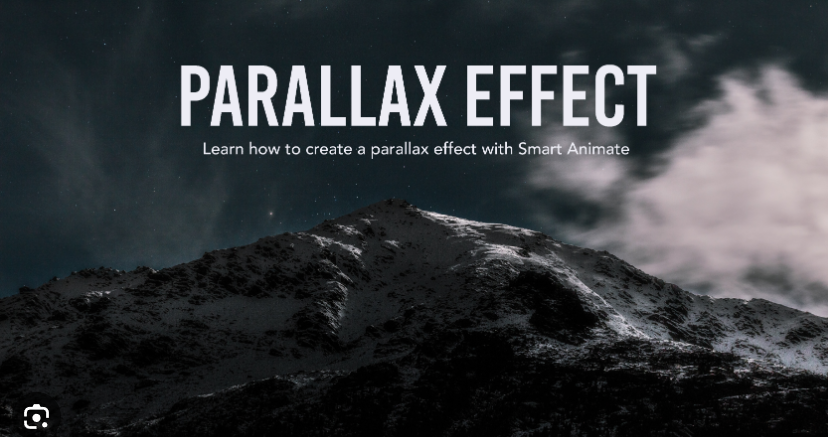 PARALLAX EFFECT
Learn how to create a parallax effect with Smart Animate